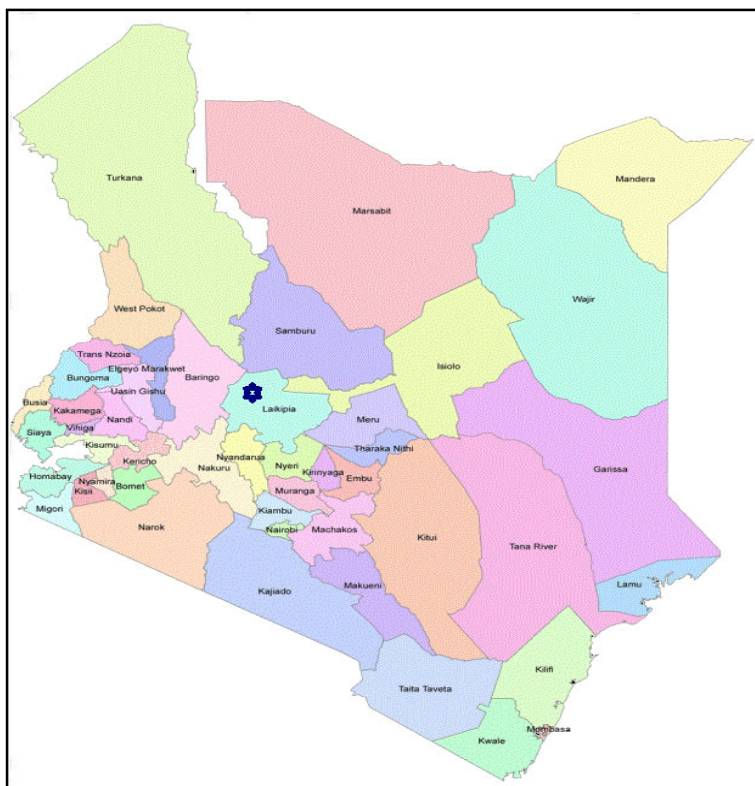 Mandera
Turkana
Marsabit
Wajir
West Pokot
Samburu
Trans Nzoia
Isiolo
Elgeyo Marakwet
Baringo
Bungoma
Uasin Gishu
Busia
Laikipia
Kakamega
Meru
Nandi
Vihiga
Siaya
Kisumu
Tharaka Nithi
Nyandarua
Nyeri
Kericho
Nakuru
Kirinyaga
Garissa
Homabay
Nyamira
Embu
Bomet
Kisii
Muranga
Migori
Kiambu
Narok
Nairobi
Machakos
Kitui
Tana River
Makueni
Lamu
Kajiado
Kilifi
Taita Taveta
Mombasa
Kwale